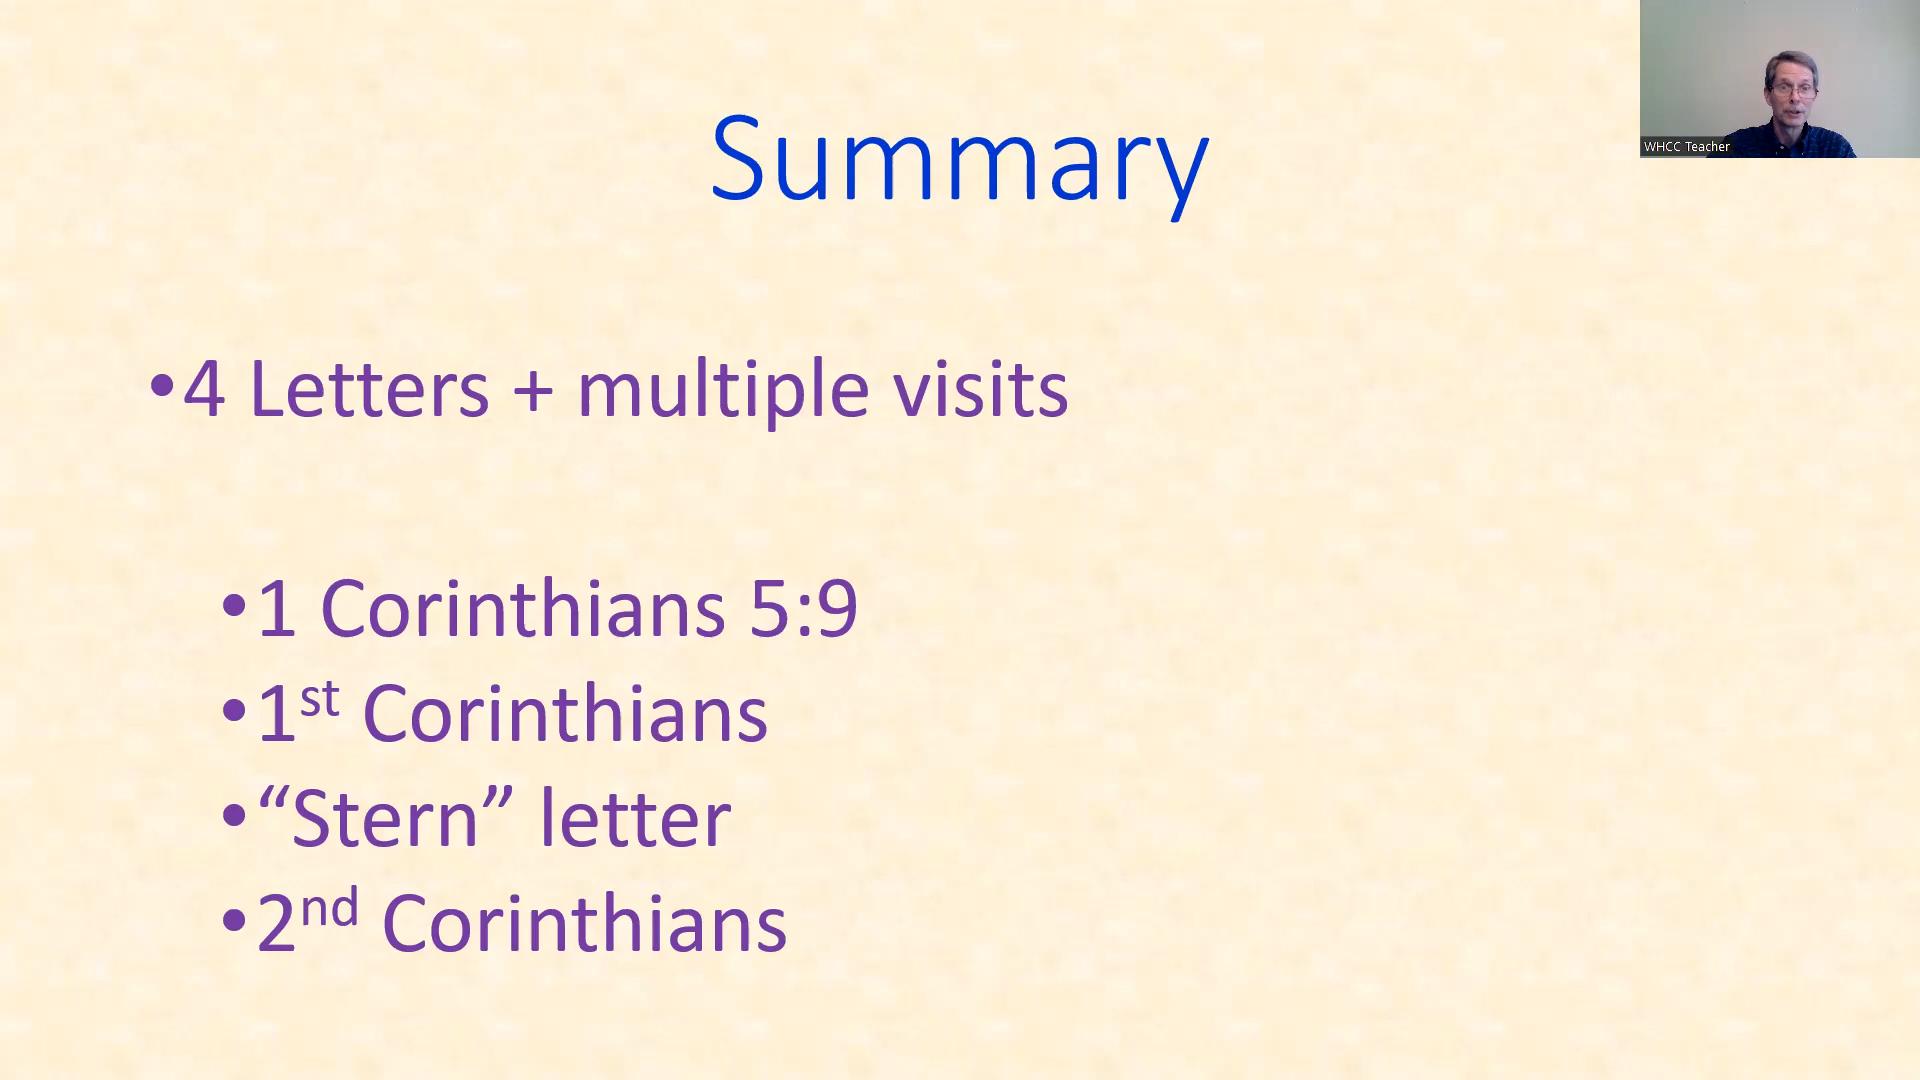 Summary
WHCC Teacher
•4 Letters + multiple visits
•1 Corinthians 5:9
•1st Corinthians
•“Stern” letter
•2nd Corinthians